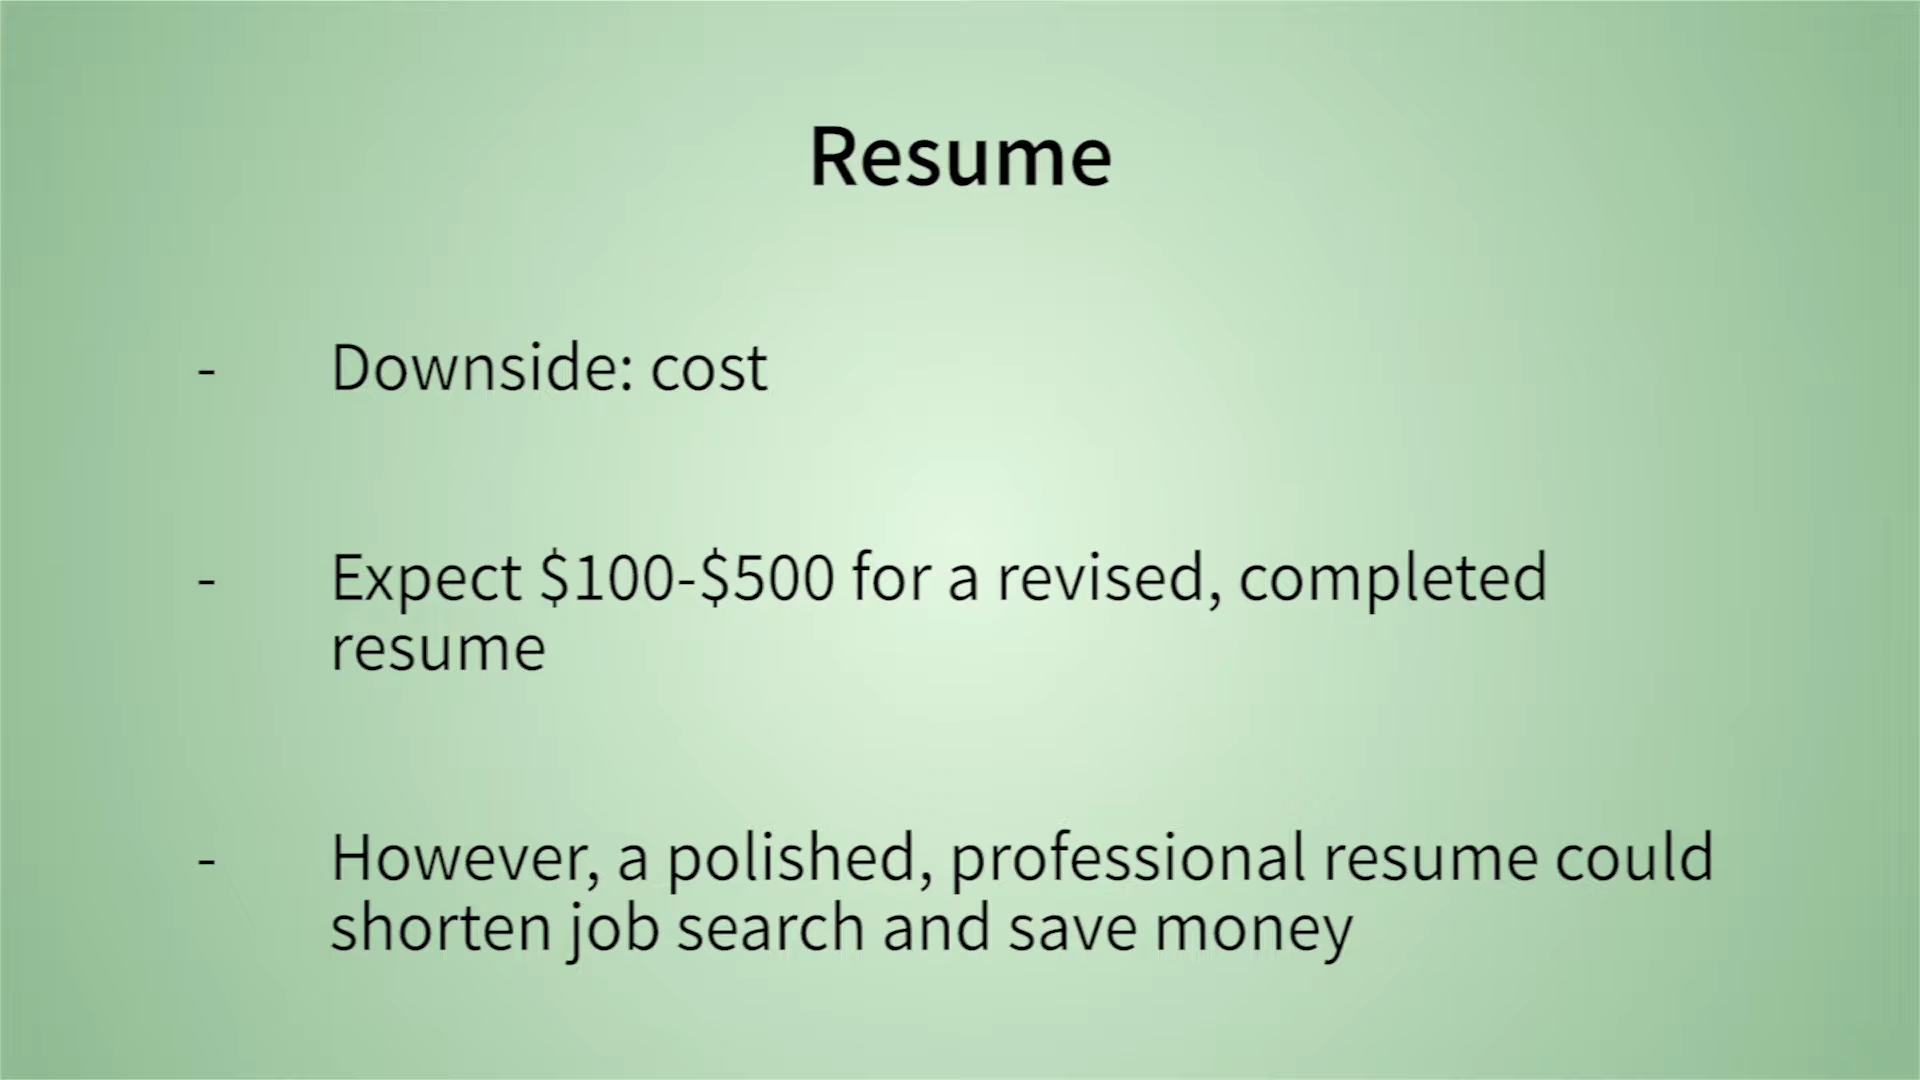 Resume
- Downside: cost
- Expect $100-$500 for a revised, completed
resume
- However, a polished, professional resume could
shorten job search and save money